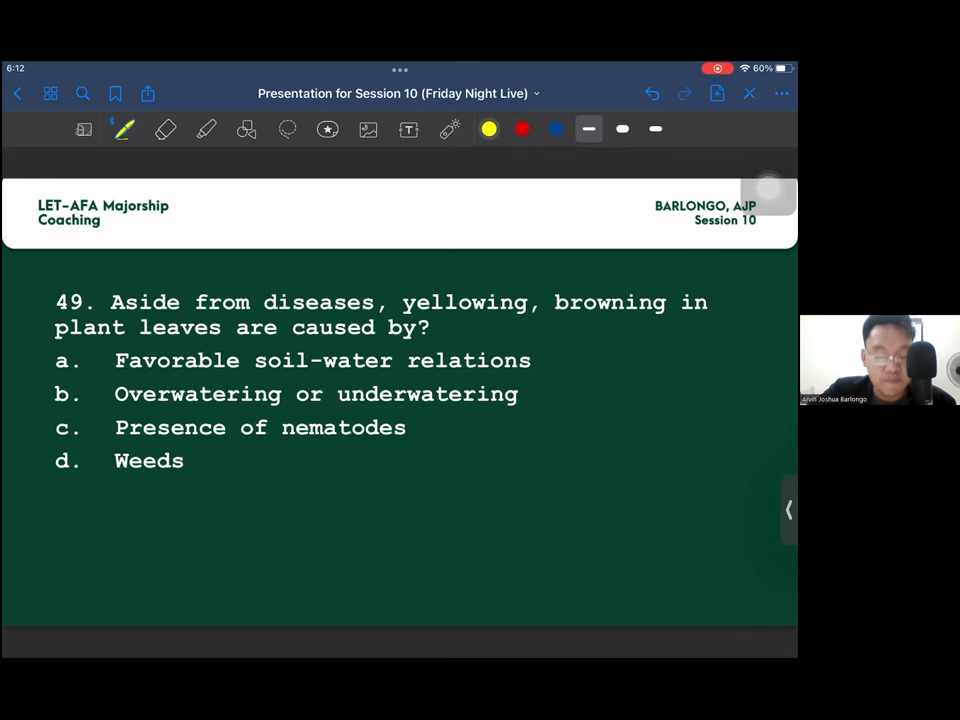 6:12
60%
Presentation for Session 10 (Friday Night Live)
T
LET-AFA Majorship
Coaching
BARLONGO, AJP
Session 10
49. Aside from diseases, yellowing, browning in
plant leaves are caused by?
a. Favorable soil-water relations
b. Overwatering or underwatering
c. Presence of nematodes
d. Weeds
Arvin Joshua Barlongo